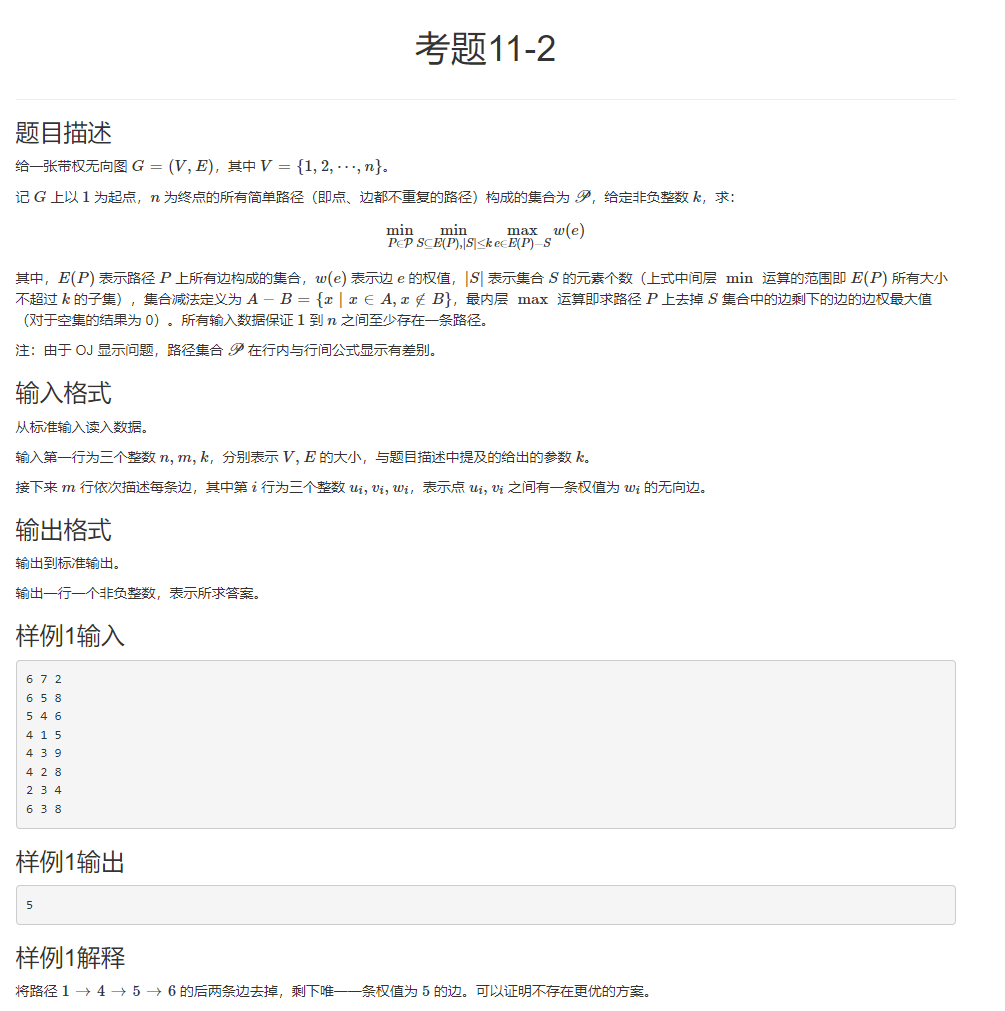 考题11-2
题目描述
给一张带权无向图 G = (V, E)，其中 V = {1, 2, ⋯, n}。
记 G 上以 1 为起点，n 为终点的所有简单路径（即点、边都不重复的路径）构成的集合为 𝒫，给定非负整数 k，求：
min_{P∈𝒫} min_{S⊆E(P),|S|≤k} max_{e∈E(P)−S} w(e)
其中，E(P) 表示路径 P 上所有边构成的集合，w(e) 表示边 e 的权值，|S| 表示集合 S 的元素个数（上式中间层 min 运算的范围即 E(P) 所有大小
不超过 k 的子集），集合减法定义为 A − B = {x ∣ x ∈ A, x ∉ B}，最内层 max 运算即求路径 P 上去掉 S 集合中的边剩下的边的边权最大值
（对于空集的结果为 0）。所有输入数据保证 1 到 n 之间至少存在一条路径。
注：由于 OJ 显示问题，路径集合 𝒫 在行内与行间公式显示有差别。
输入格式
从标准输入读入数据。
输入第一行为三个整数 n, m, k，分别表示 V, E 的大小，与题目描述中提及的给出的参数 k。
接下来 m 行依次描述每条边，其中第 i 行为三个整数 u_i, v_i, w_i，表示点 u_i, v_i 之间有一条权值为 w_i 的无向边。
输出格式
输出到标准输出。
输出一行一个非负整数，表示所求答案。
样例1输入
6 7 2
6 5 8
5 4 6
4 1 5
4 3 9
4 2 8
2 3 4
6 3 8
样例1输出
5
样例1解释
将路径 1 → 4 → 5 → 6 的后两条边去掉，剩下唯一一条权值为 5 的边。可以证明不存在更优的方案。